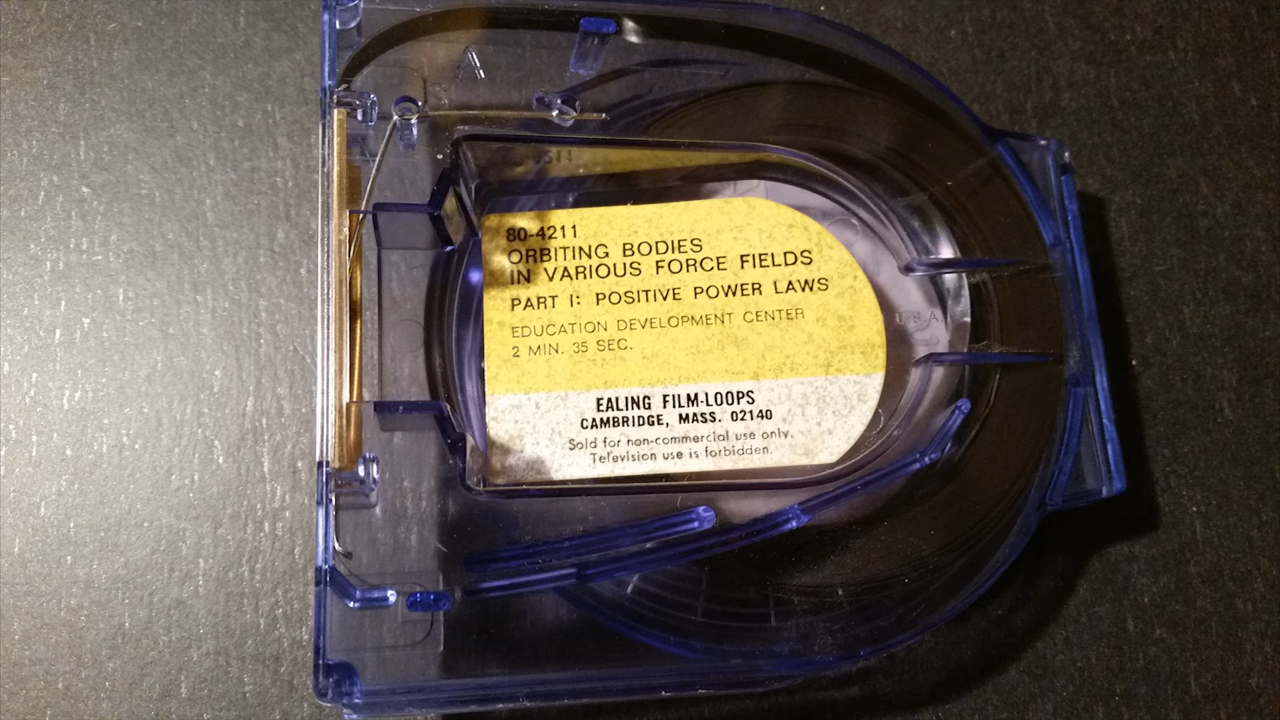 80-4211
ORBITING BODIES
IN VARIOUS FORCE FIELDS
PART I: POSITIVE POWER LAWS
EDUCATION DEVELOPMENT CENTER
2 MIN. 35 SEC.
EALING FILM-LOOPS
CAMBRIDGE, MASS. 02140
Sold for non-commercial use only.
Television use is forbidden.
U.S.A.